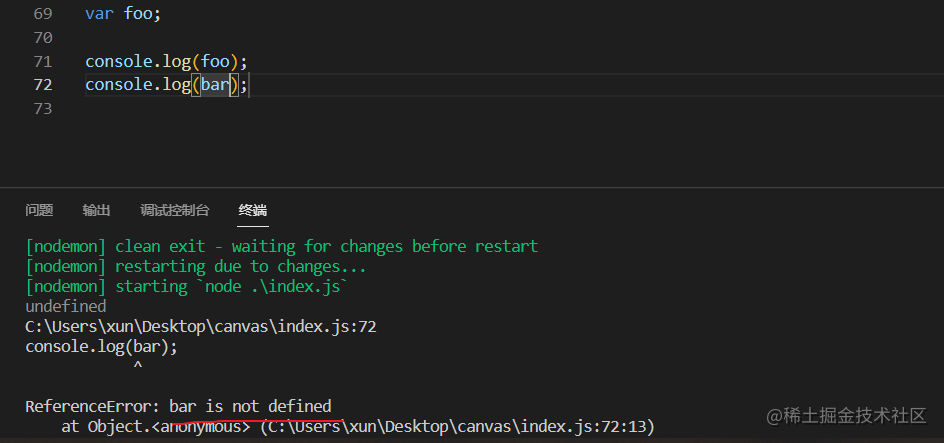 69 var foo;
70
71 console.log(foo);
72 console.log(bar);
73
问题 输出 调试控制台 终端
[nodemon] clean exit - waiting for changes before restart
[nodemon] restarting due to changes...
[nodemon] starting `node .\index.js`
undefined
C:\Users\xun\Desktop\canvas\index.js:72
console.log(bar);
^
ReferenceError: bar is not defined
at Object.<anonymous> (C:\Users\xun\Desktop\canvas\index.js:72:13)
@稀土掘金技术社区